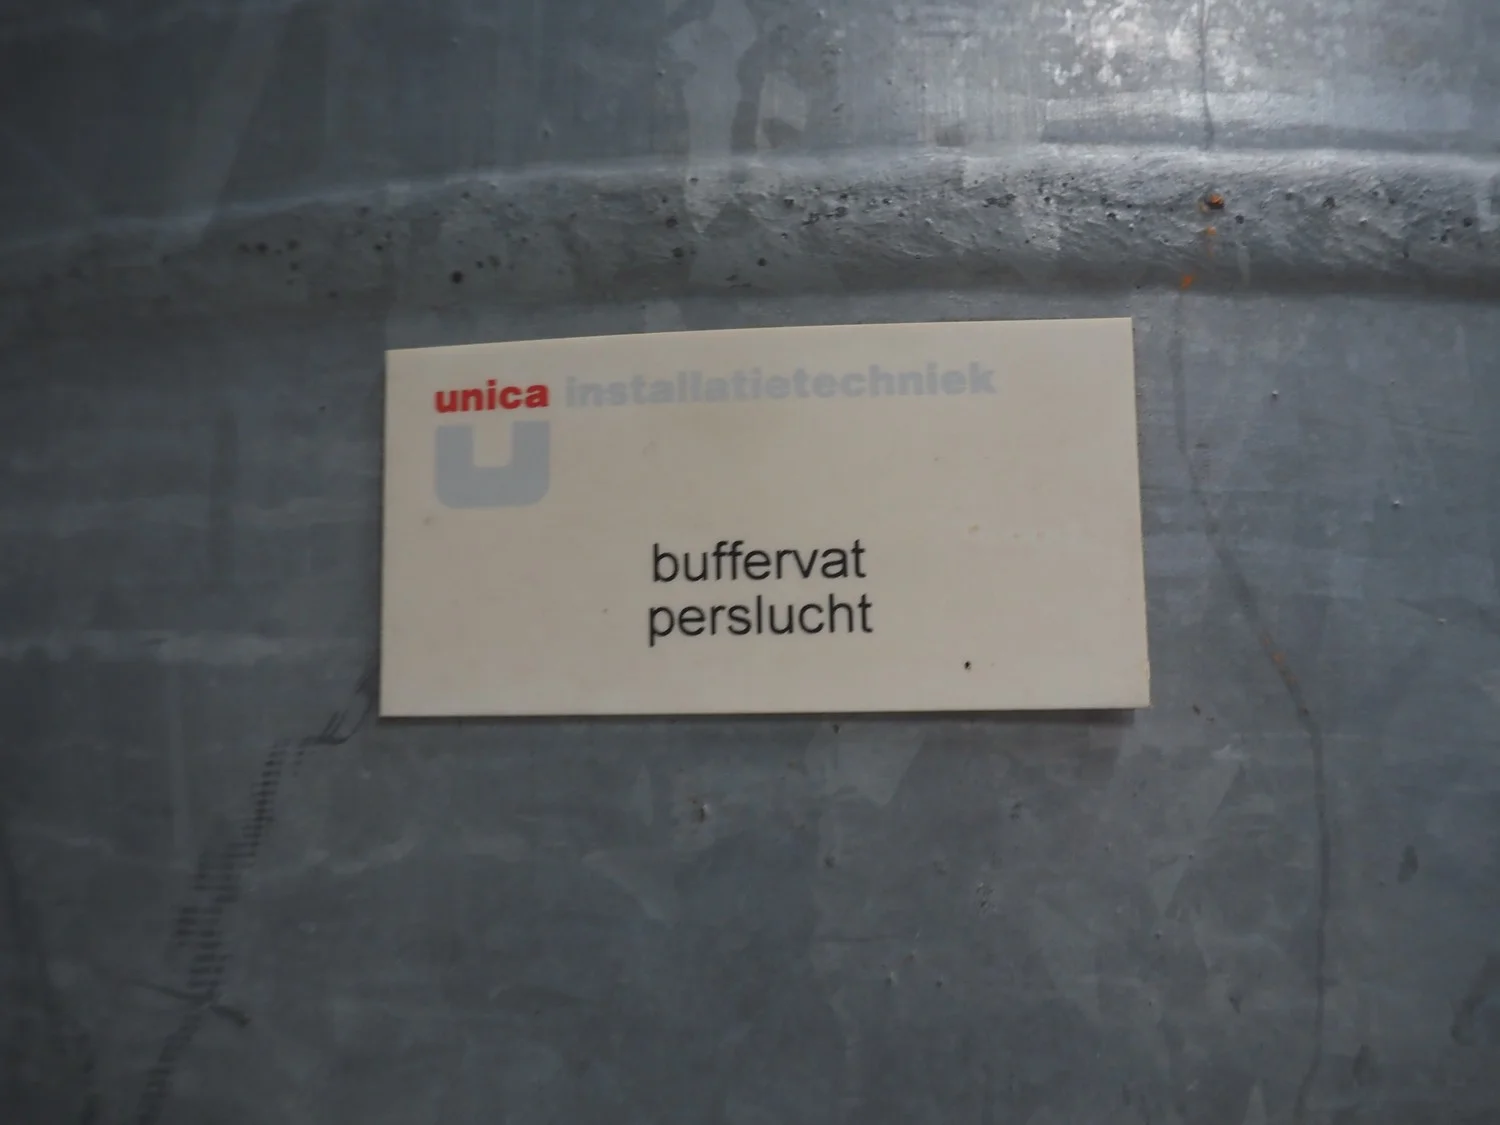 unica installatietechniek
buffervat
perslucht